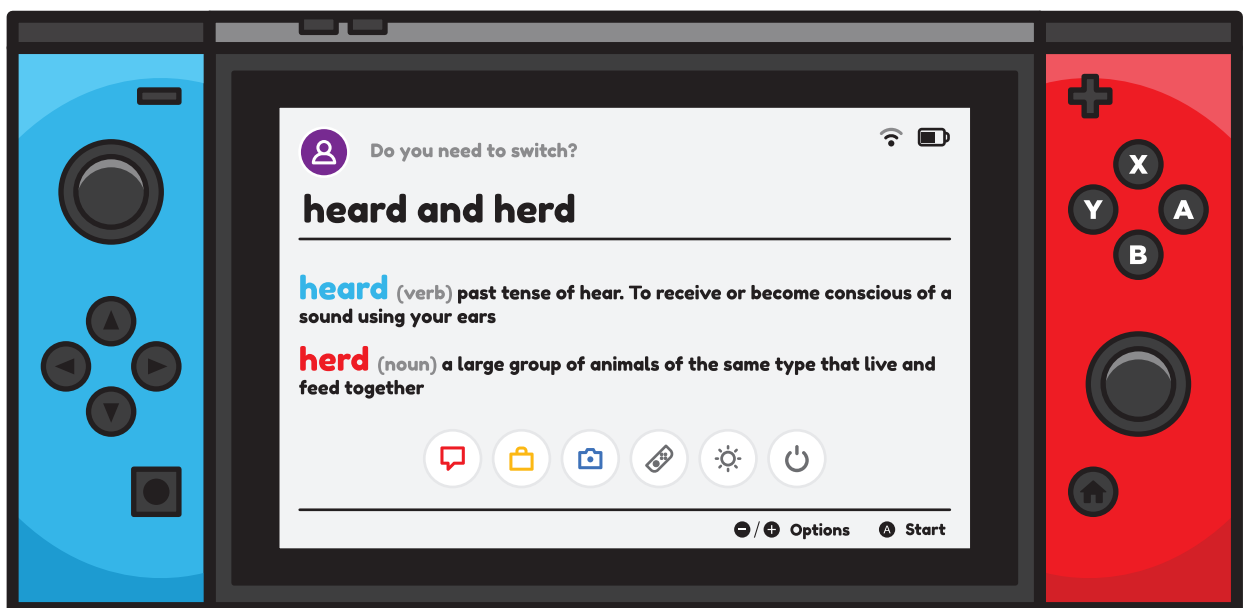 Do you need to switch?
heard and herd
heard (verb) past tense of hear. To receive or become conscious of a
sound using your ears
herd (noun) a large group of animals of the same type that live and
feed together
X
Y A
B
-/+ Options A Start